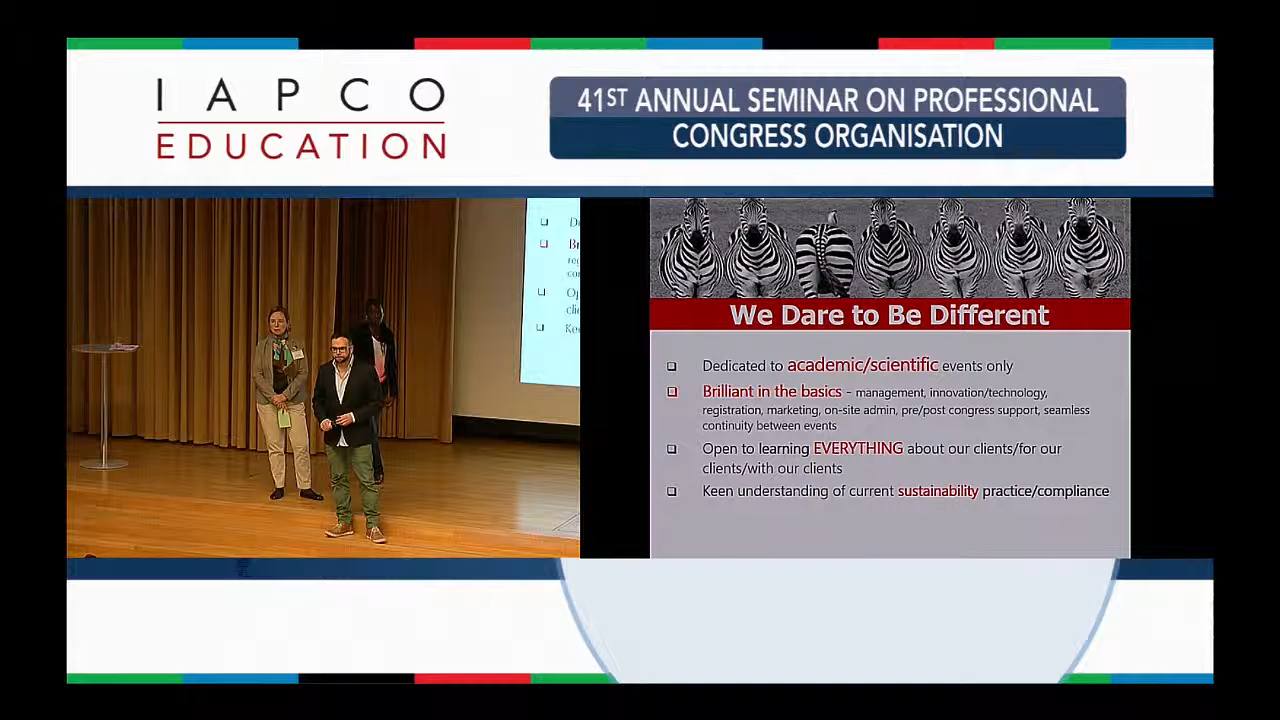 IAPCO
EDUCATION
41ST ANNUAL SEMINAR ON PROFESSIONAL
CONGRESS ORGANISATION
We Dare to Be Different
❑ Dedicated to academic/scientific events only
❑ Brilliant in the basics - management, innovation/technology,
registration, marketing, on-site admin, pre/post congress support, seamless
continuity between events
❑ Open to learning EVERYTHING about our clients/for our
clients/with our clients
❑ Keen understanding of current sustainability practice/compliance